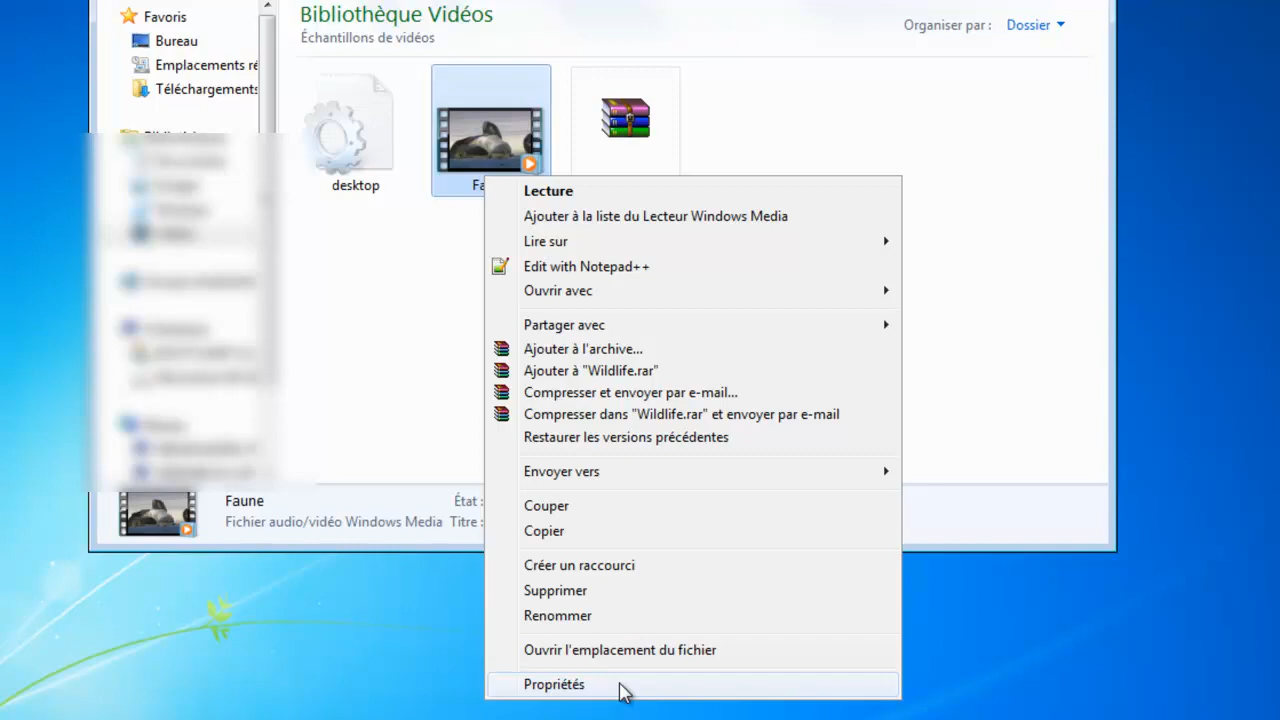 Favoris
Bureau
Emplacements ré
Téléchargements
Bibliothèque Vidéos
Échantillons de vidéos
Organiser par : Dossier
desktop
Fa
Lecture
Ajouter à la liste du Lecteur Windows Media
Lire sur
Edit with Notepad++
Ouvrir avec
Partager avec
Ajouter à l'archive...
Ajouter à "Wildlife.rar"
Compresser et envoyer par e-mail...
Compresser dans "Wildlife.rar" et envoyer par e-mail
Restaurer les versions précédentes
Envoyer vers
Couper
Copier
Créer un raccourci
Supprimer
Renommer
Ouvrir l'emplacement du fichier
Propriétés
Faune
État :
Fichier audio/vidéo Windows Media
Titre :